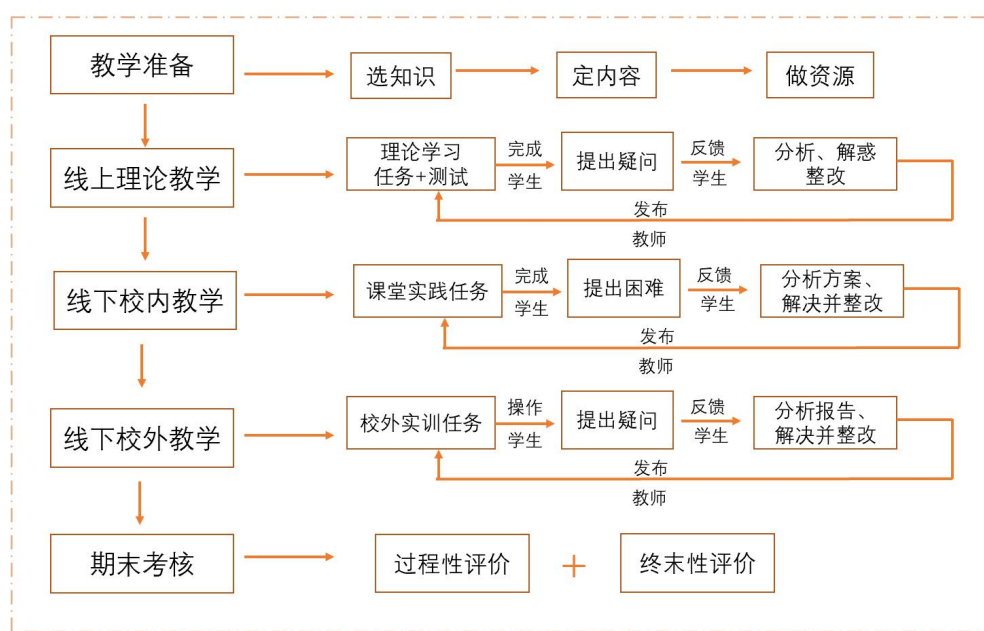 教学准备
选知识
定内容
做资源
线上理论教学
理论学习
任务+测试
完成
学生
提出疑问
反馈
学生
分析、解惑
整改
发布
教师
线下校内教学
课堂实践任务
完成
学生
提出困难
反馈
学生
分析方案、
解决并整改
发布
教师
线下校外教学
校外实训任务
操作
学生
提出疑问
反馈
学生
分析报告、
解决并整改
发布
教师
期末考核
过程性评价
+
终末性评价